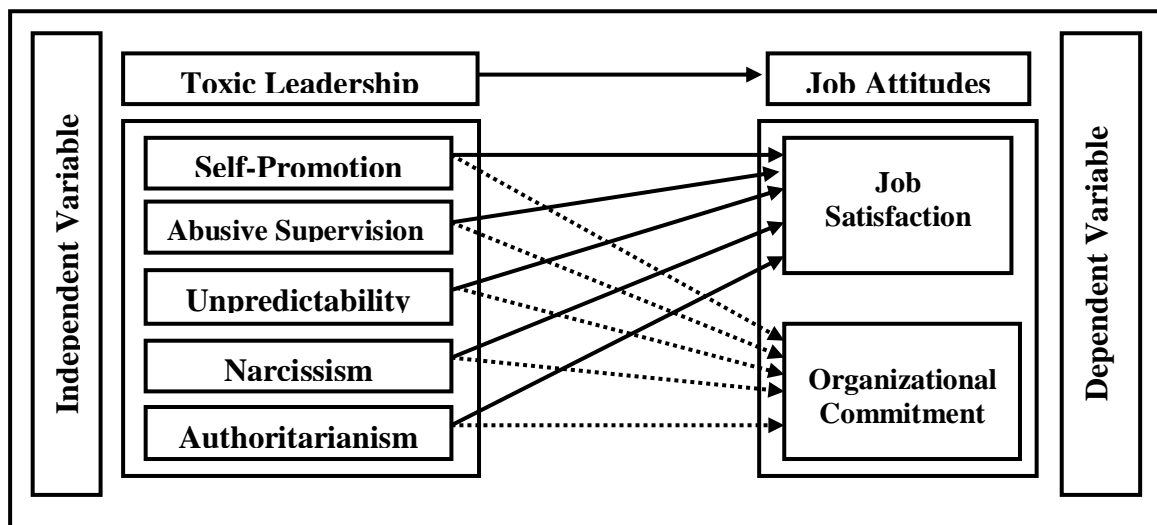 Independent Variable
Toxic Leadership
Self-Promotion
Abusive Supervision
Unpredictability
Narcissism
Authoritarianism
Job Attitudes
Job
Satisfaction
Organizational
Commitment
Dependent Variable